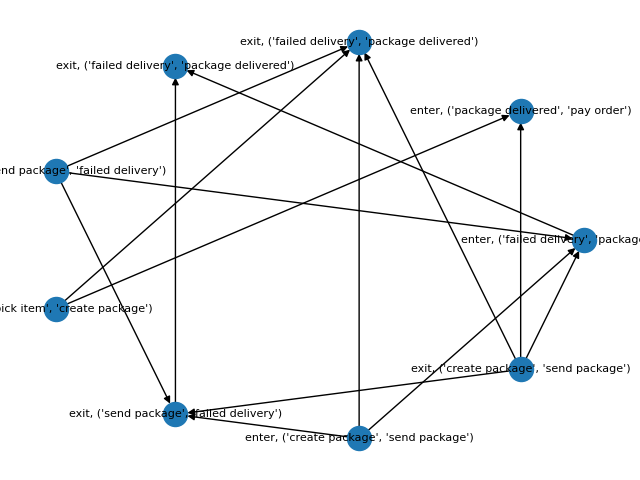 exit, ('failed delivery', 'package delivered')
exit, ('failed delivery', 'package delivered')
enter, ('package delivered', 'pay order')
package', 'failed delivery')
enter, ('failed delivery', 'package
item', 'create package')
exit, ('create package', 'send package')
exit, ('send package', 'failed delivery')
enter, ('create package', 'send package')